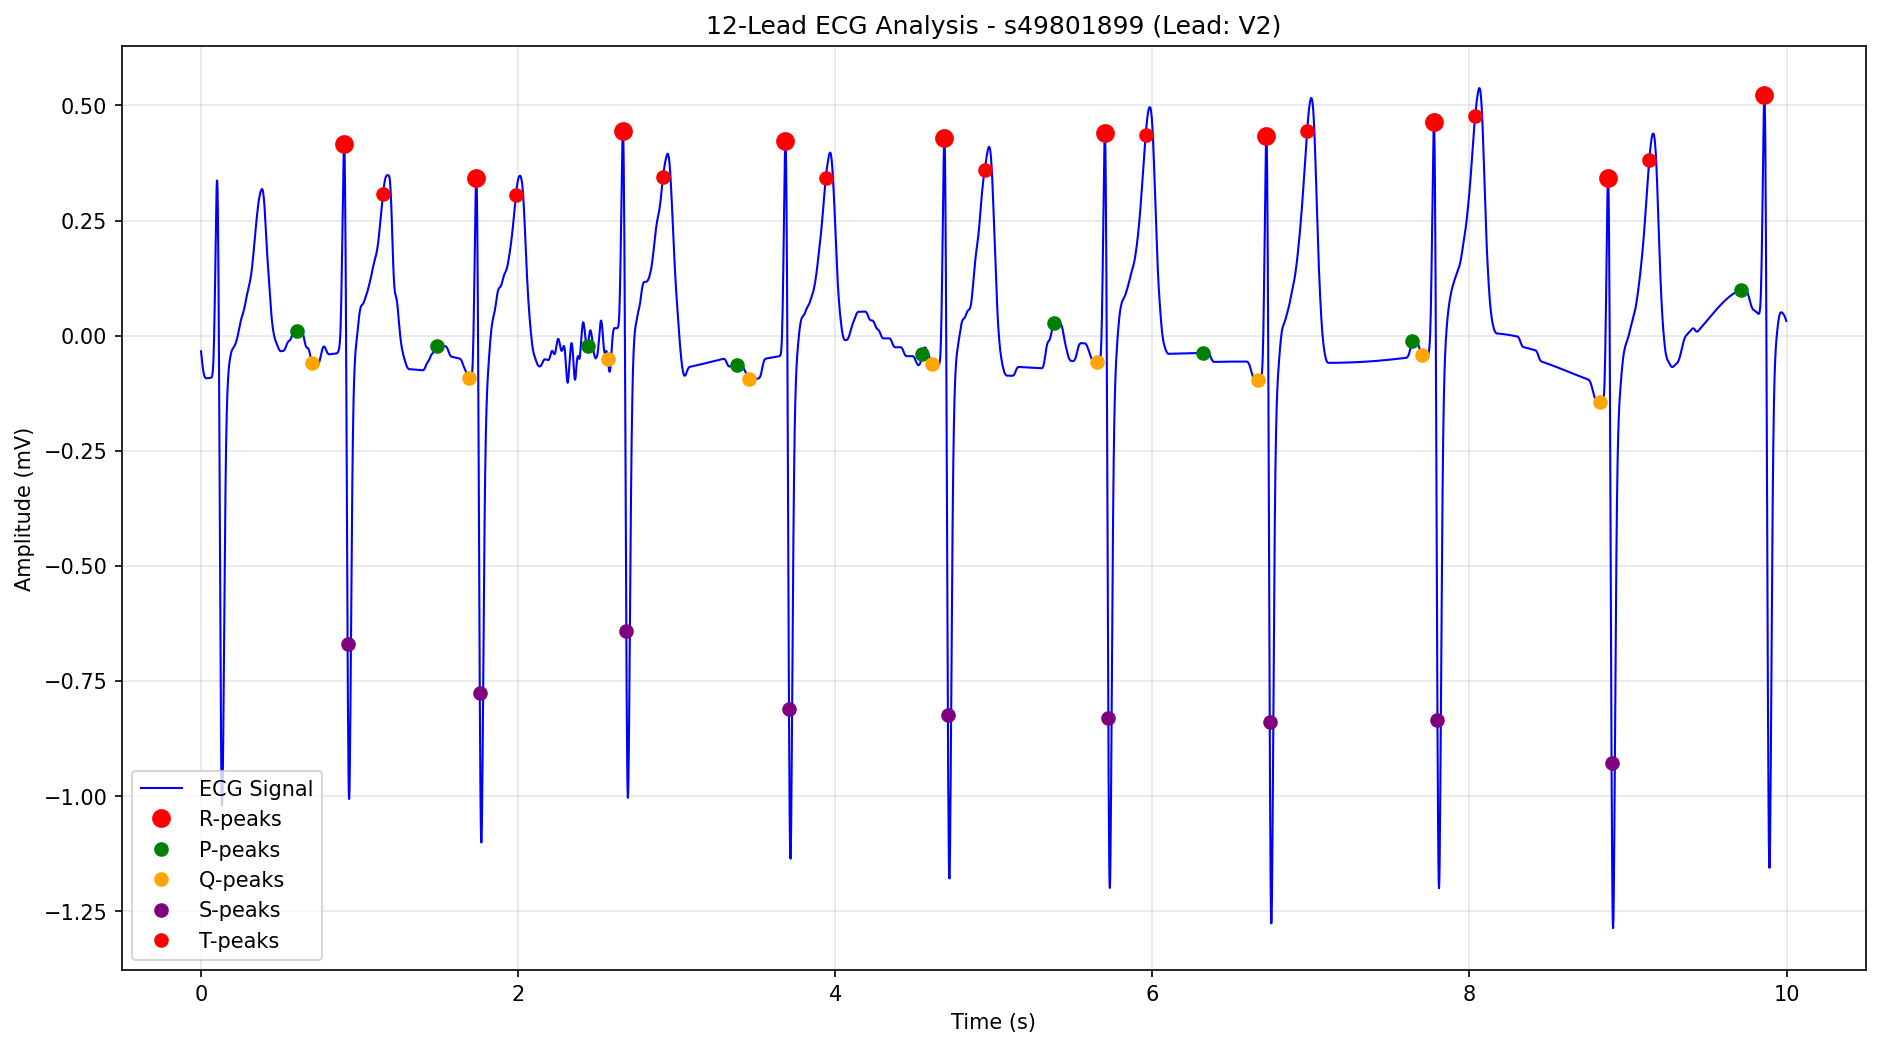 12-Lead ECG Analysis - s49801899 (Lead: V2)
Amplitude (mV)
0.50
0.25
0.00
−0.25
−0.50
−0.75
−1.00
−1.25
ECG Signal
R-peaks
P-peaks
Q-peaks
S-peaks
T-peaks
0 2 4 6 8 10
Time (s)